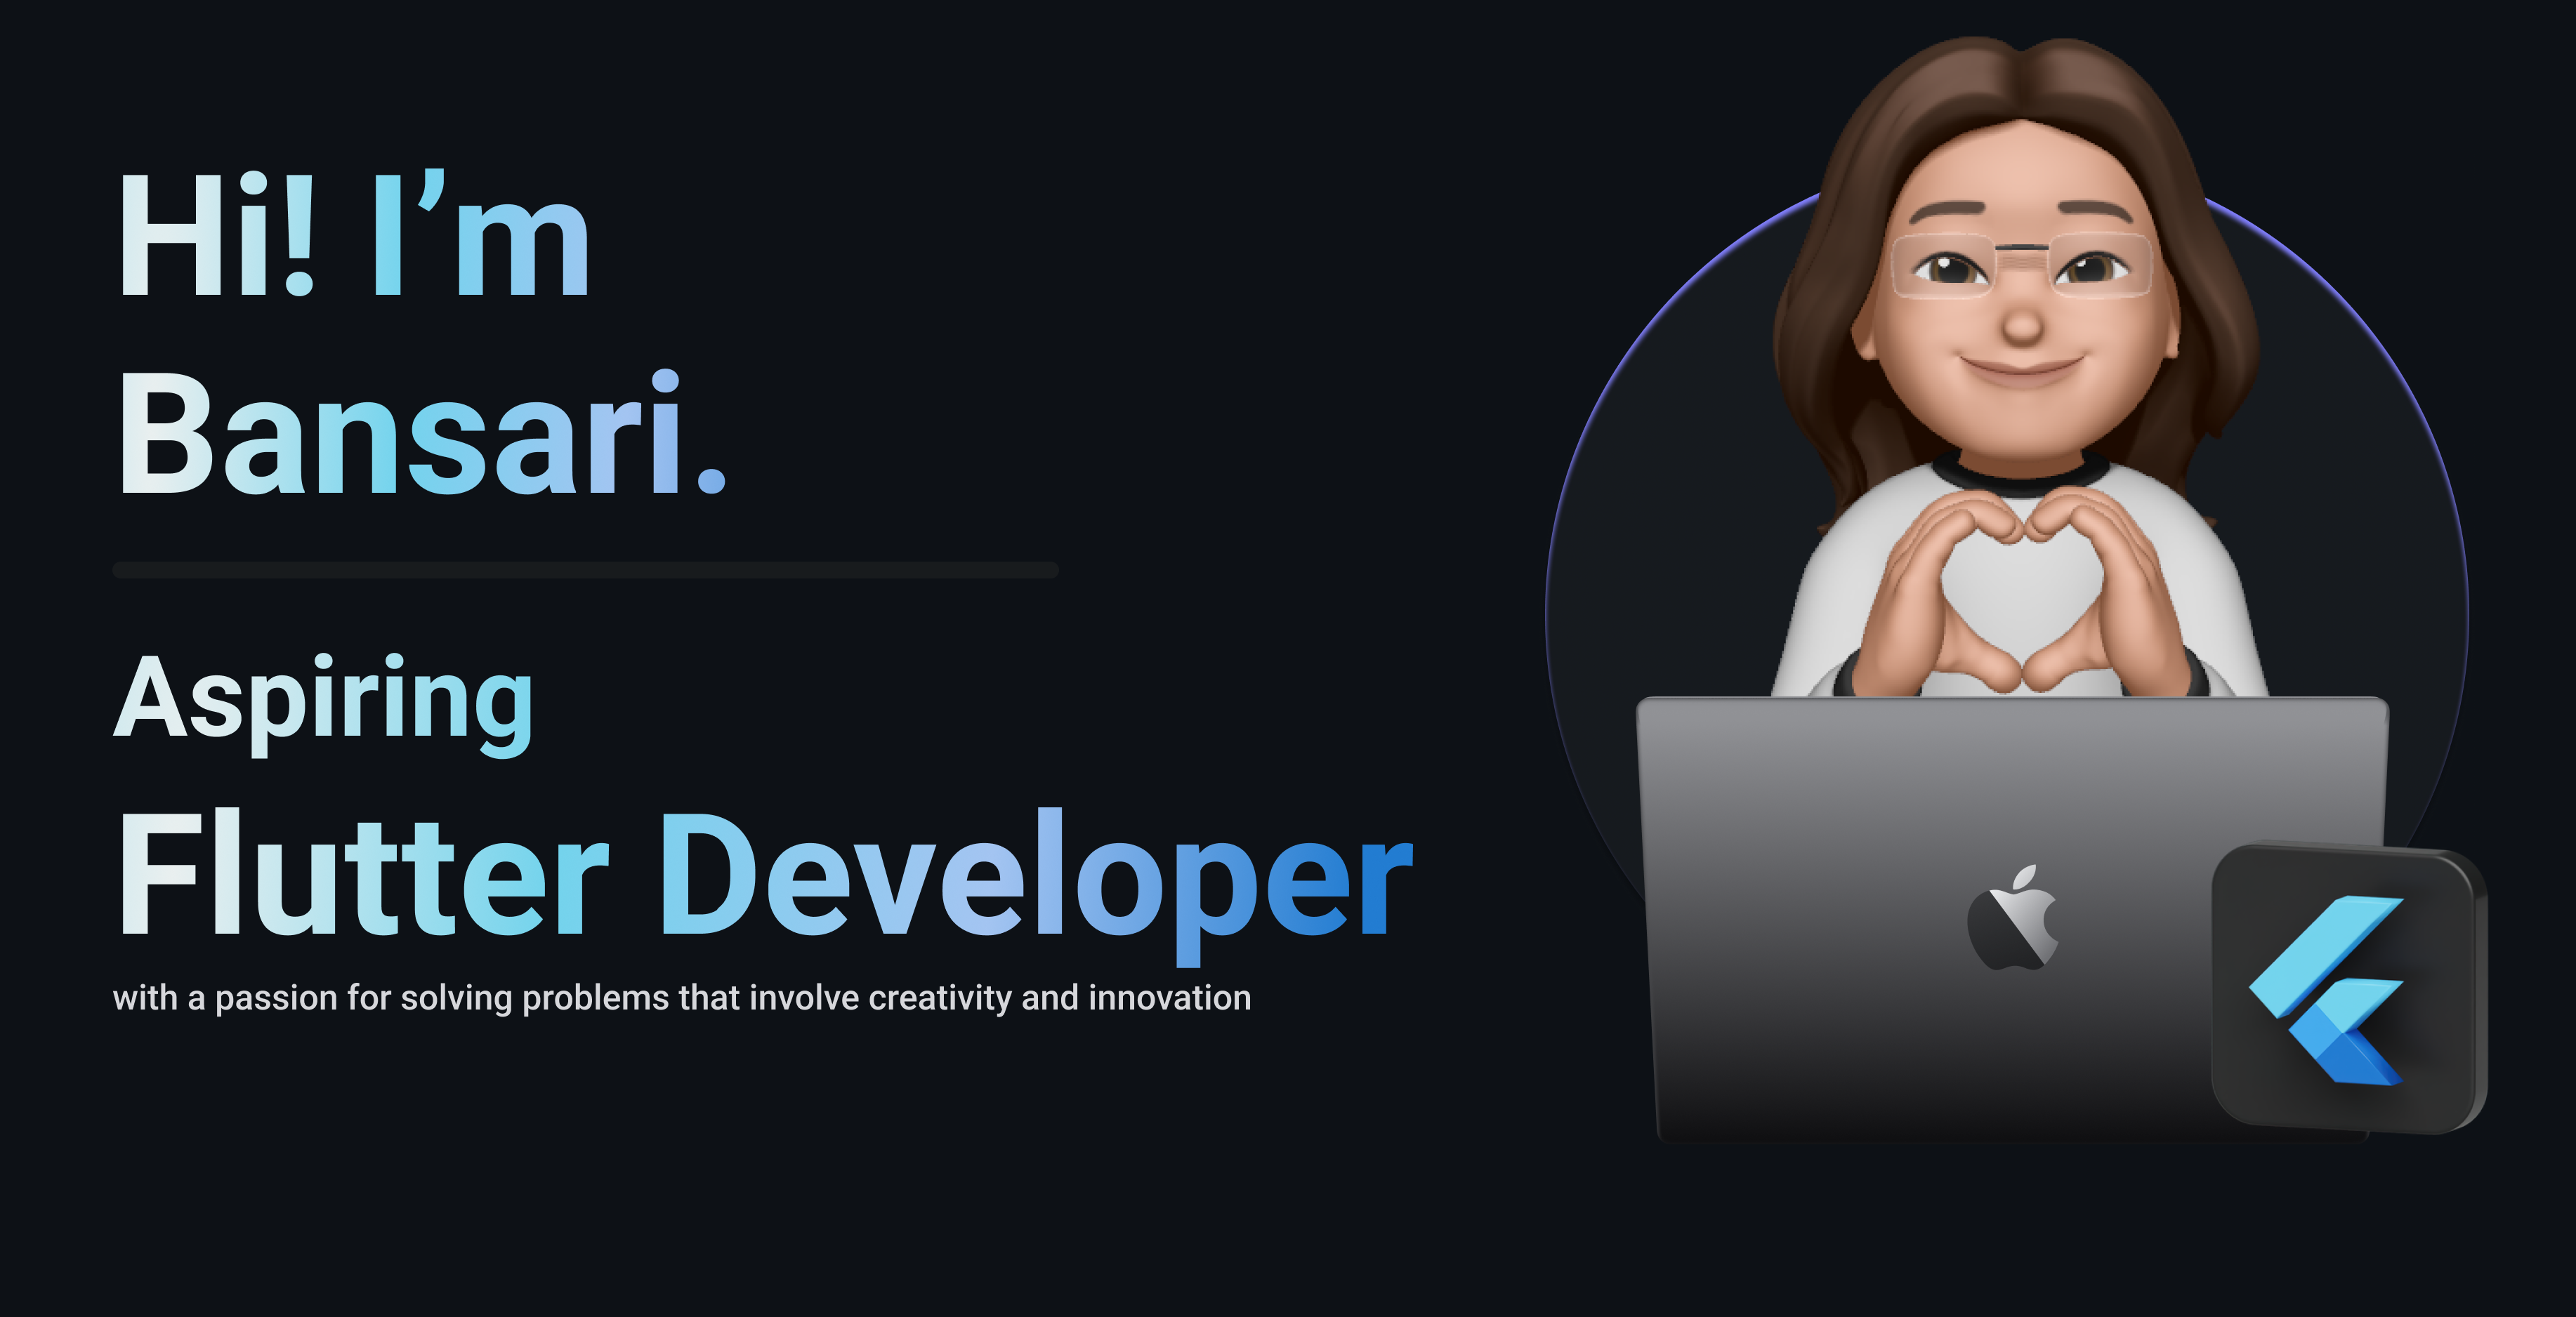 Hi! I’m
Bansari.
Aspiring
Flutter Developer
with a passion for solving problems that involve creativity and innovation